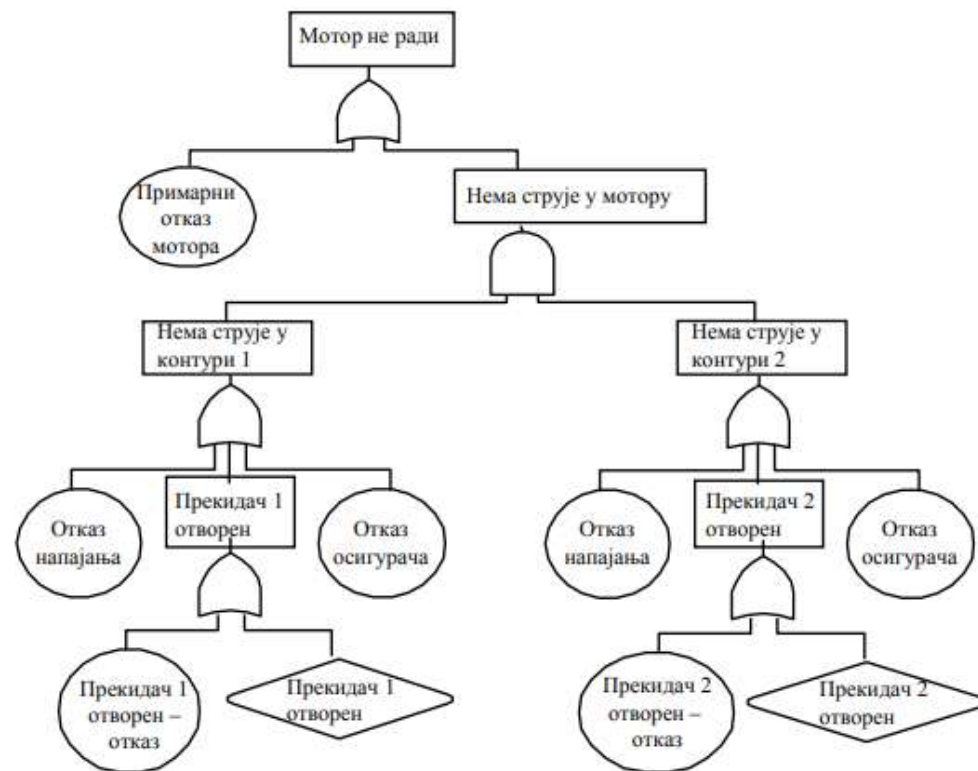 Мотор не ради
Примарни
отказ
мотора
Нема струје у мотору
Нема струје у
контури 1
Нема струје у
контури 2
Отказ
напајања
Прекидач 1
отворен
Отказ
осигурача
Отказ
напајања
Прекидач 2
отворен
Отказ
осигурача
Прекидач 1
отворен –
отказ
Прекидач 1
отворен
Прекидач 2
отворен –
отказ
Прекидач 2
отворен